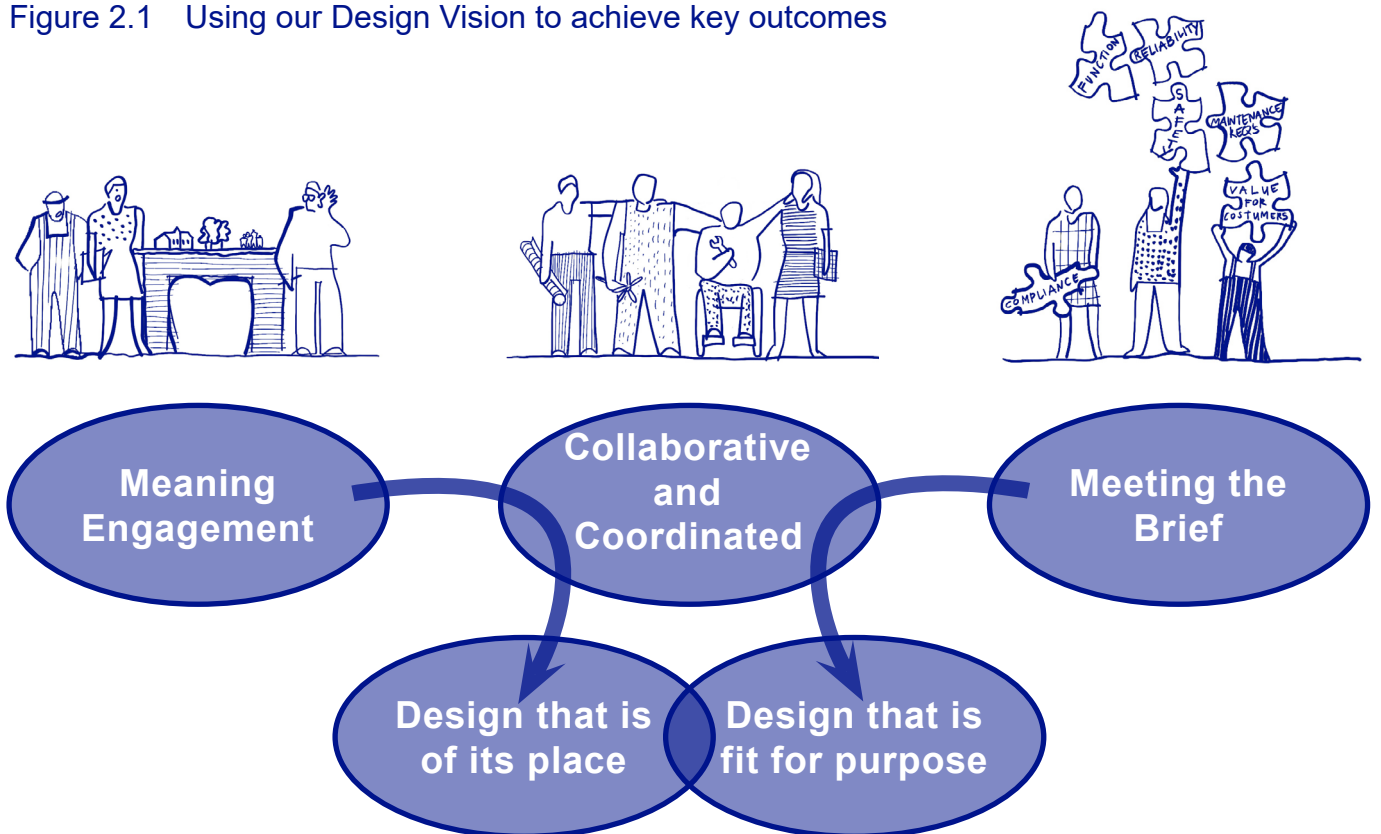 Figure 2.1 Using our Design Vision to achieve key outcomes
FUNCTION
RELIABILITY
SAFETY
MAINTENANCE
REQ'S
VALUE
FOR
COSTUMERS
COMPLIANCE
Meaning
Engagement
Collaborative
and
Coordinated
Meeting the
Brief
Design that is
of its place
Design that is
fit for purpose